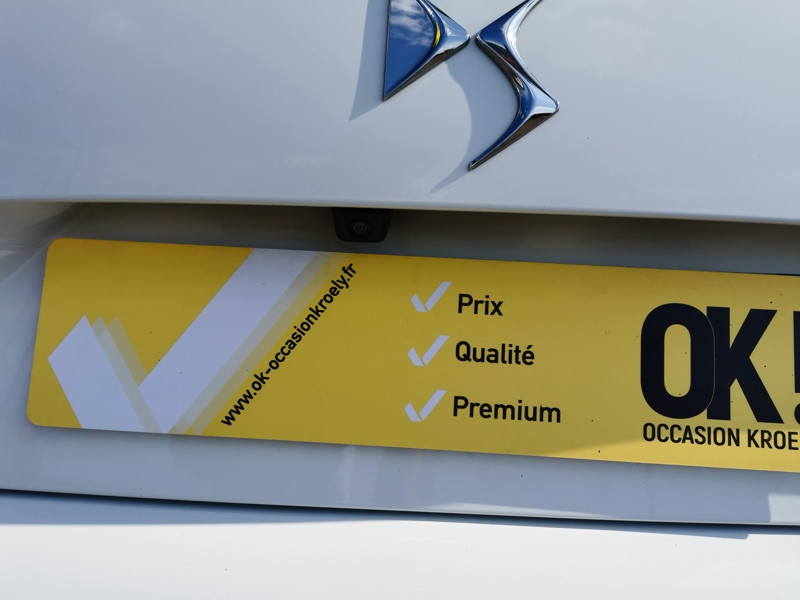 www.ok-occasionkroely.fr
Prix
Qualité
Premium
OK!
OCCASION KROE